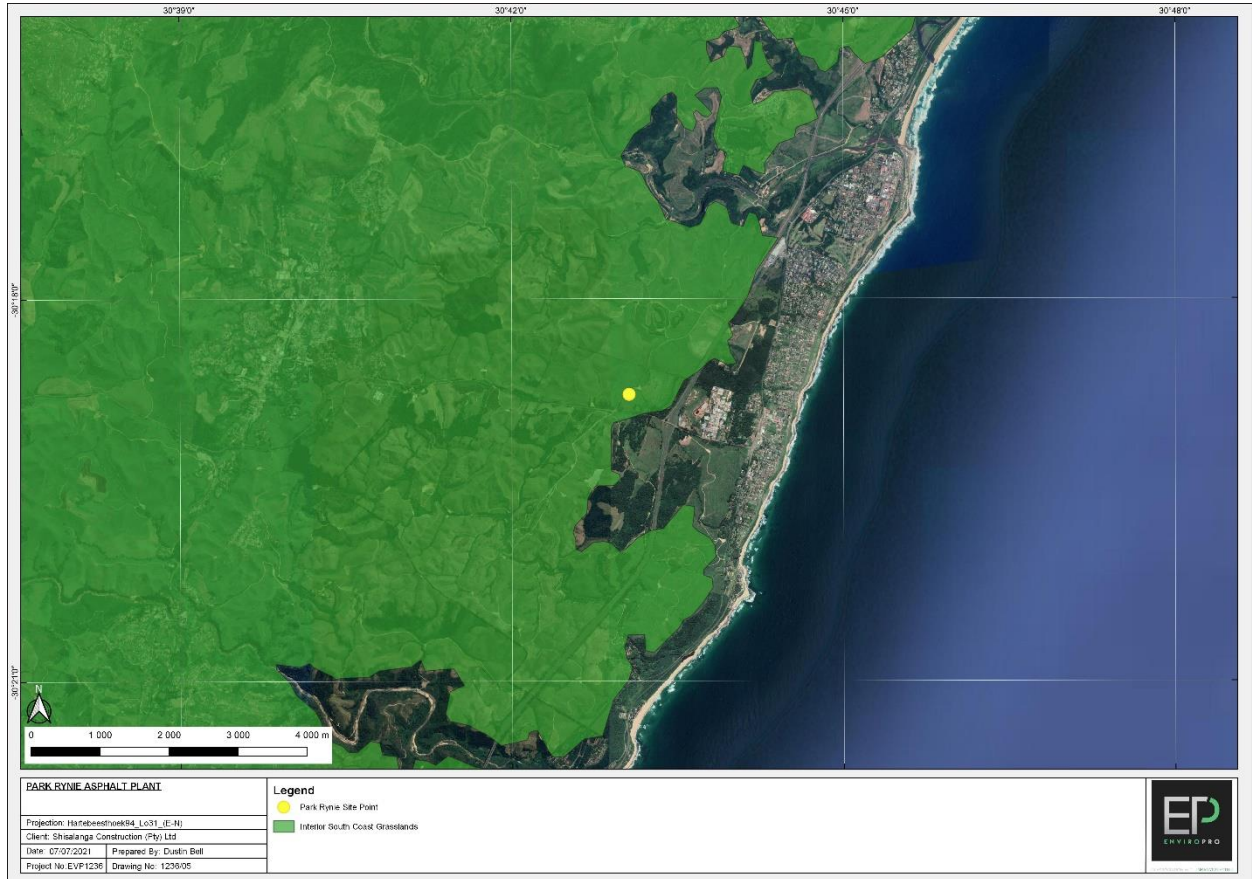 30°39'0"
30°42'0"
30°45'0"
30°48'0"
-30°18'0"
-30°21'0"
N
0 1 000 2 000 3 000 4 000 m
PARK RYNIE ASPHALT PLANT
Projection: Hartebeesthoek94_Lo31_(E-N)
Client: Shisalanga Construction (Pty) Ltd
Date: 07/07/2021 Prepared By: Dustin Bell
Project No:EVP1236 Drawing No: 1236/05
Legend
Park Rynie Site Point
Interior South Coast Grasslands
EP
ENVIROPRO